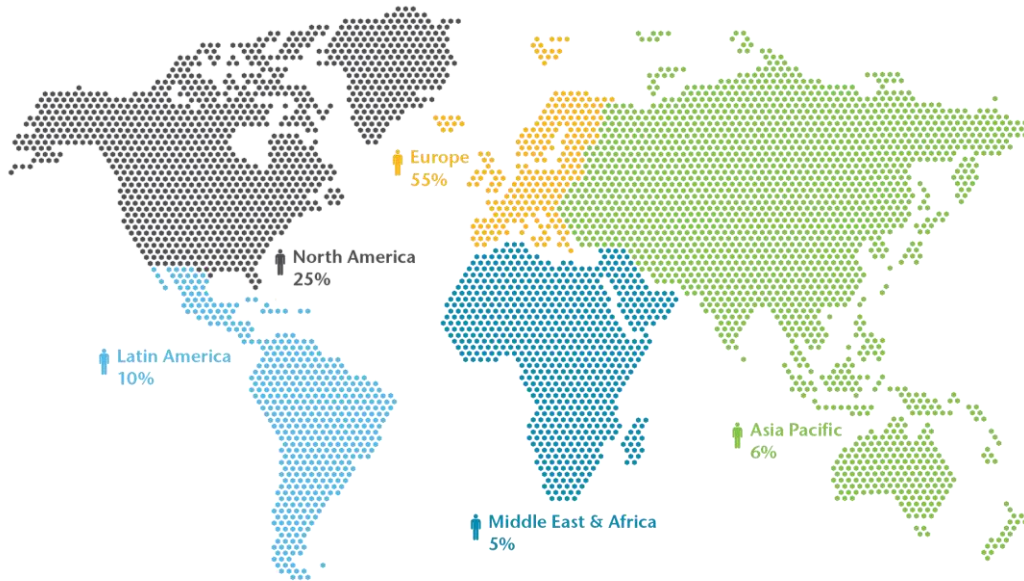 Europe
55%
North America
25%
Latin America
10%
Asia Pacific
6%
Middle East & Africa
5%